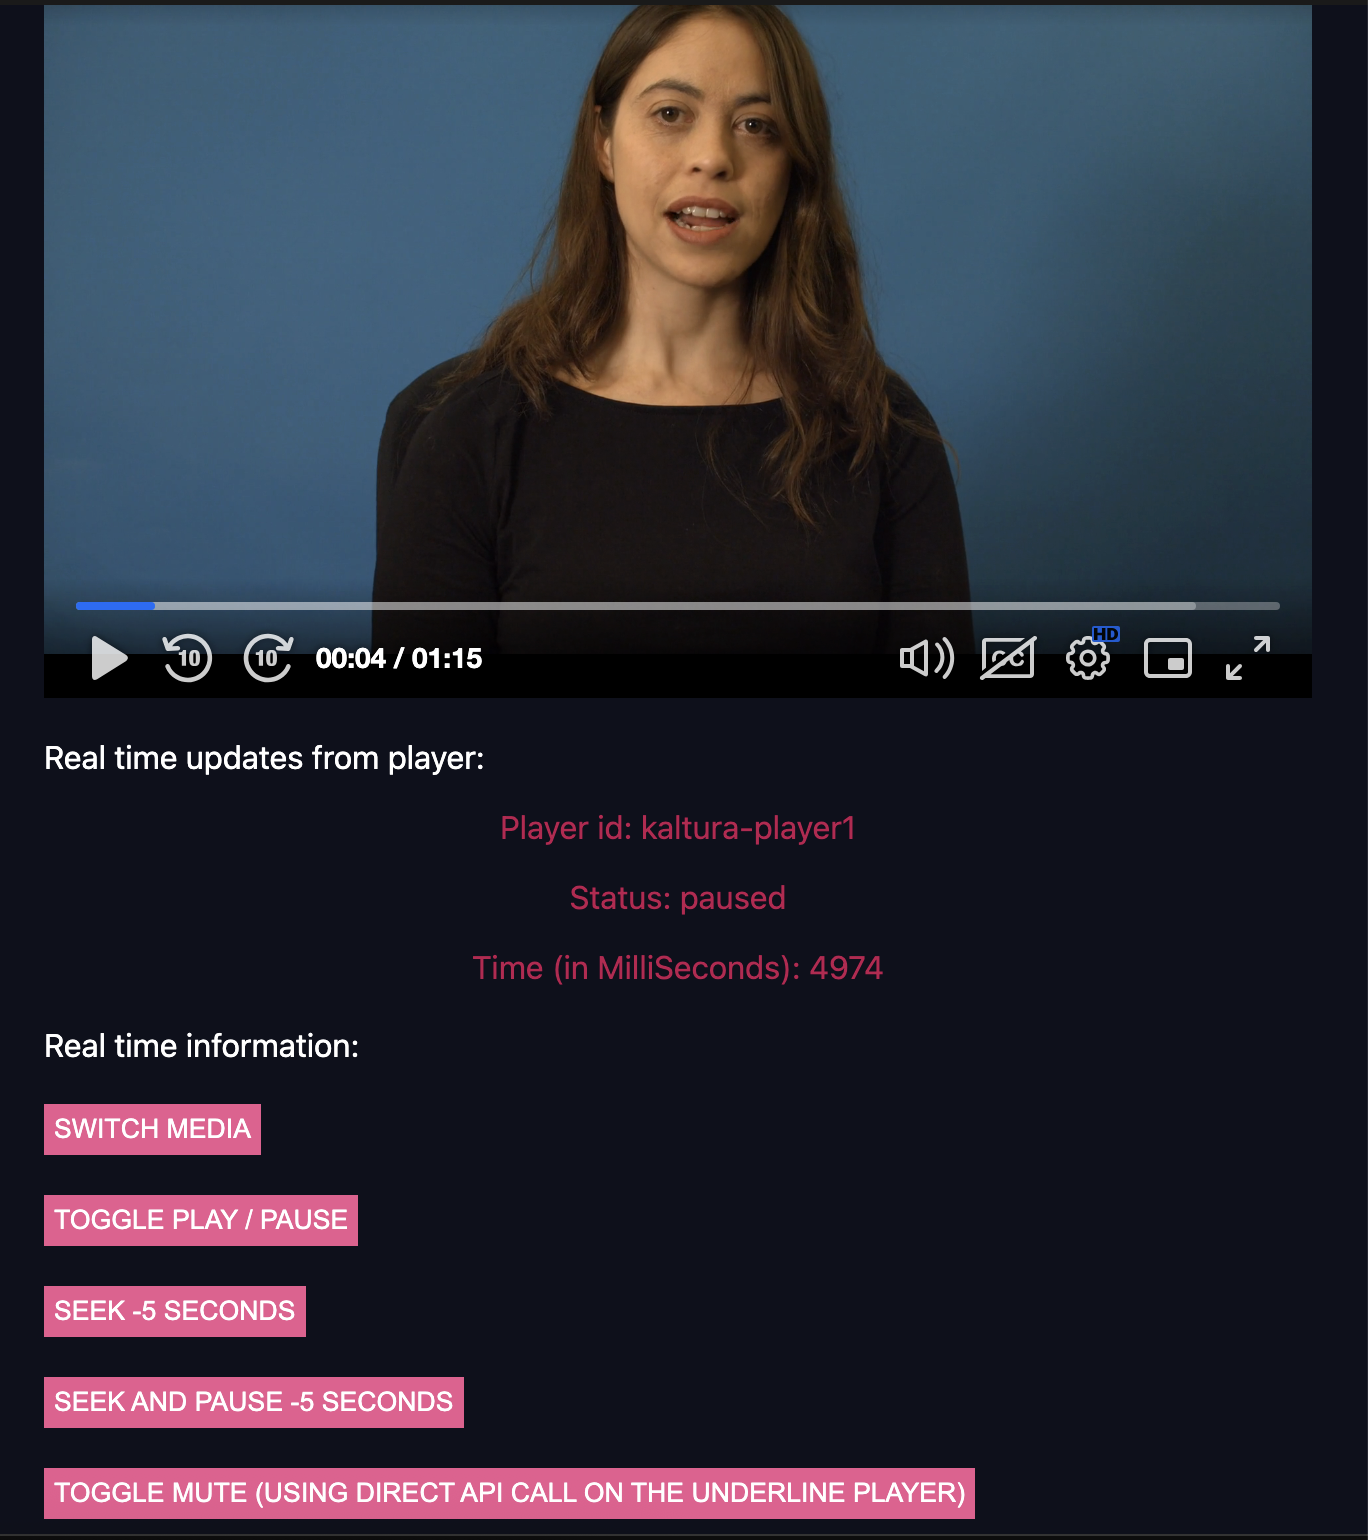 10 10 00:04 / 01:15 CC HD
Real time updates from player:
Player id: kaltura-player1
Status: paused
Time (in MilliSeconds): 4974
Real time information:
SWITCH MEDIA
TOGGLE PLAY / PAUSE
SEEK -5 SECONDS
SEEK AND PAUSE -5 SECONDS
TOGGLE MUTE (USING DIRECT API CALL ON THE UNDERLINE PLAYER)